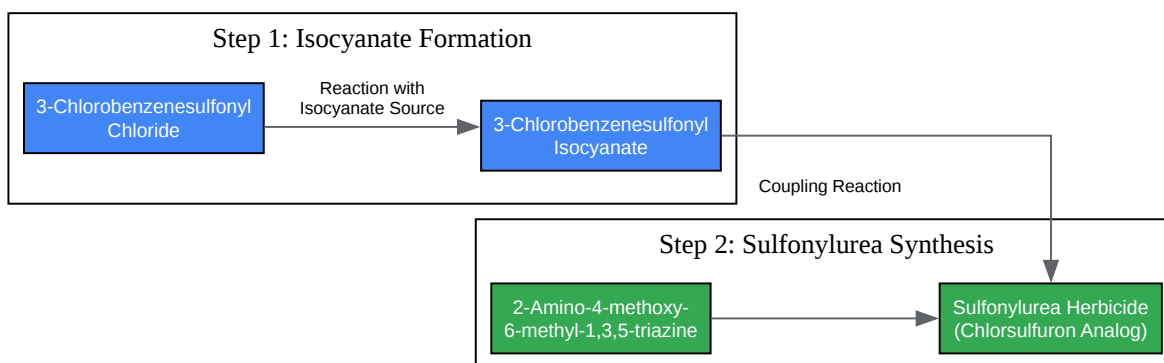 Step 1: Isocyanate Formation
3-Chlorobenzenesulfonyl
Chloride
Reaction with
Isocyanate Source
3-Chlorobenzenesulfonyl
Isocyanate
Coupling Reaction
Step 2: Sulfonylurea Synthesis
2-Amino-4-methoxy-
6-methyl-1,3,5-triazine
Sulfonylurea Herbicide
(Chlorsulfuron Analog)